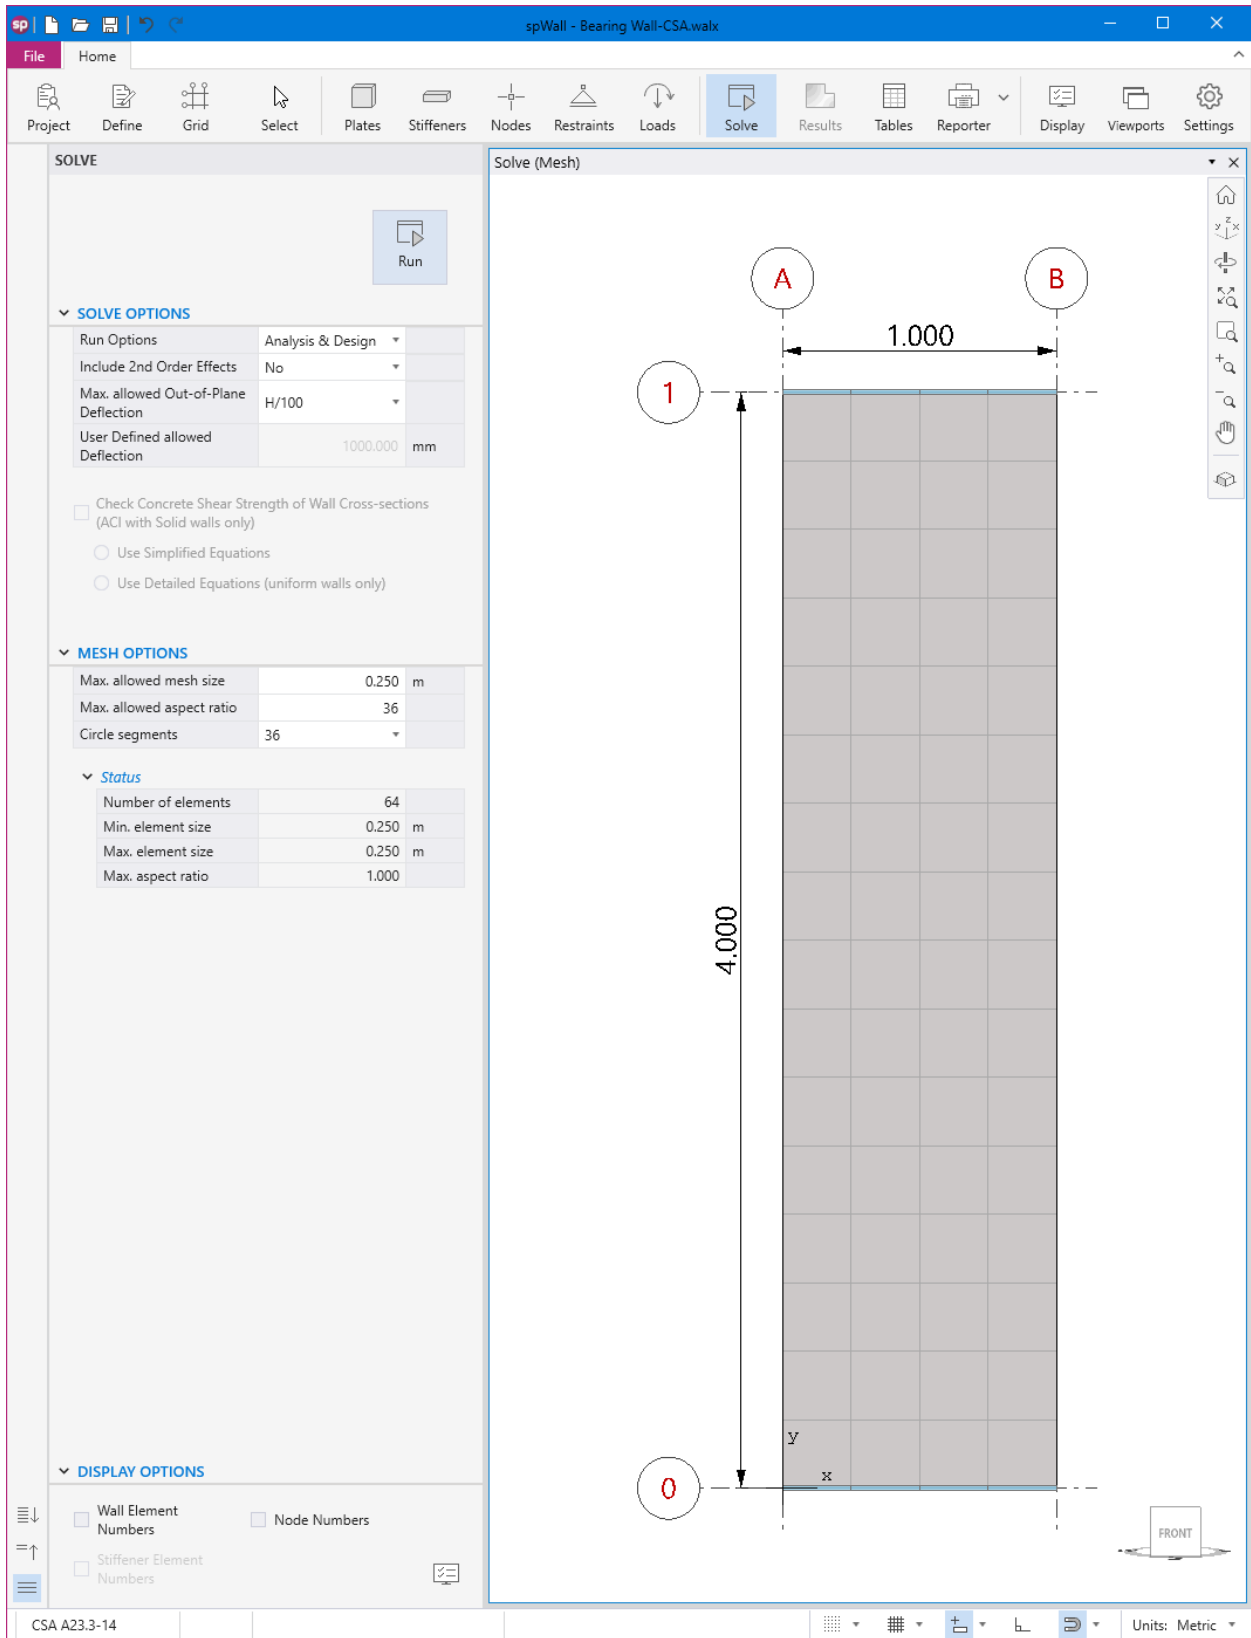 sp
spWall - Bearing Wall-CSA.walx
File Home
Project Define Grid Select Plates Stiffeners Nodes Restraints Loads Solve Results Tables Reporter Display Viewports Settings
SOLVE
Solve (Mesh)
Run
SOLVE OPTIONS
Run Options Analysis & Design
Include 2nd Order Effects No
Max. allowed Out-of-Plane
Deflection H/100
User Defined allowed
Deflection 1000.000 mm
Check Concrete Shear Strength of Wall Cross-sections
(ACI with Solid walls only)
Use Simplified Equations
Use Detailed Equations (uniform walls only)
MESH OPTIONS
Max. allowed mesh size 0.250 m
Max. allowed aspect ratio 36
Circle segments 36
Status
Number of elements 64
Min. element size 0.250 m
Max. element size 0.250 m
Max. aspect ratio 1.000
DISPLAY OPTIONS
Wall Element
Numbers
Node Numbers
Stiffener Element
Numbers
A B
1.000
1
4.000
y
x
0
z
y x
FRONT
CSA A23.3-14
Units: Metric